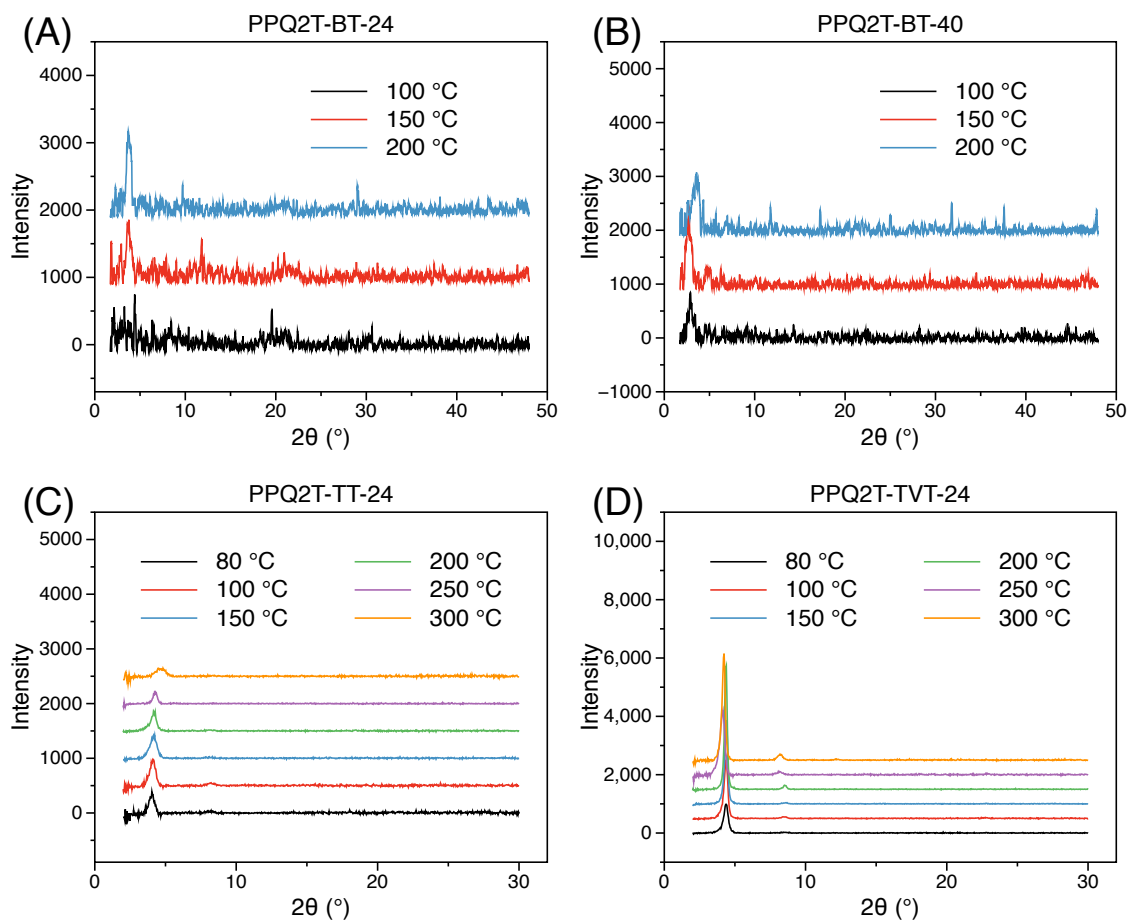 (A)
PPQ2T-BT-24
4000
3000
2000
1000
0
Intensity
100 °C
150 °C
200 °C
0 10 20 30 40 50
2θ (°)
(B)
PPQ2T-BT-40
5000
4000
3000
2000
1000
0
−1000
Intensity
100 °C
150 °C
200 °C
0 10 20 30 40 50
2θ (°)
(C)
PPQ2T-TT-24
5000
4000
3000
2000
1000
0
Intensity
80 °C 200 °C
100 °C 250 °C
150 °C 300 °C
0 10 20 30
2θ (°)
(D)
PPQ2T-TVT-24
10,000
8,000
6,000
4,000
2,000
0
Intensity
80 °C 200 °C
100 °C 250 °C
150 °C 300 °C
0 10 20 30
2θ (°)